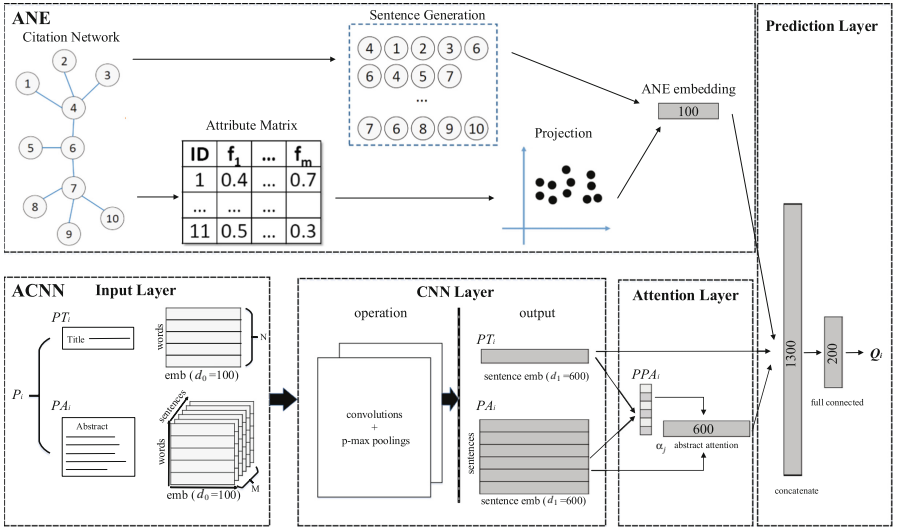 ANE
Citation Network
1
2
3
4
5
6
7
8
9
10
Sentence Generation
4 1 2 3 6
6 4 5 7
...
7 6 8 9 10
Attribute Matrix
ID f1 ... fm
1 0.4 ... 0.7
... ... ...
11 0.5 ... 0.3
Projection
ANE embedding
100
Prediction Layer
1300
concatenate
200
full connected
Qi
ACNN
Input Layer
Pi
PTi
Title
words
N
emb (d0 =100)
PAi
Abstract
sentences
words
M
emb (d0 =100)
CNN Layer
operation
convolutions
+
p-max poolings
output
PTi
sentence emb (d1 =600)
PAi
sentences
sentence emb (d1 =600)
Attention Layer
PPAi
600
αj
abstract attention